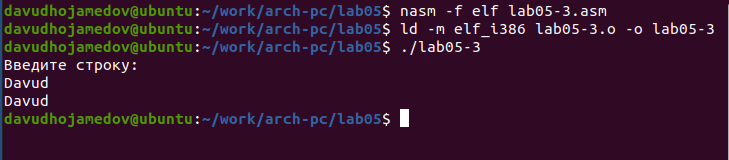 davudhojamedov@ubuntu:~/work/arch-pc/lab05$ nasm -f elf lab05-3.asm
davudhojamedov@ubuntu:~/work/arch-pc/lab05$ ld -m elf_i386 lab05-3.o -o lab05-3
davudhojamedov@ubuntu:~/work/arch-pc/lab05$ ./lab05-3
Введите строку:
Davud
Davud
davudhojamedov@ubuntu:~/work/arch-pc/lab05$